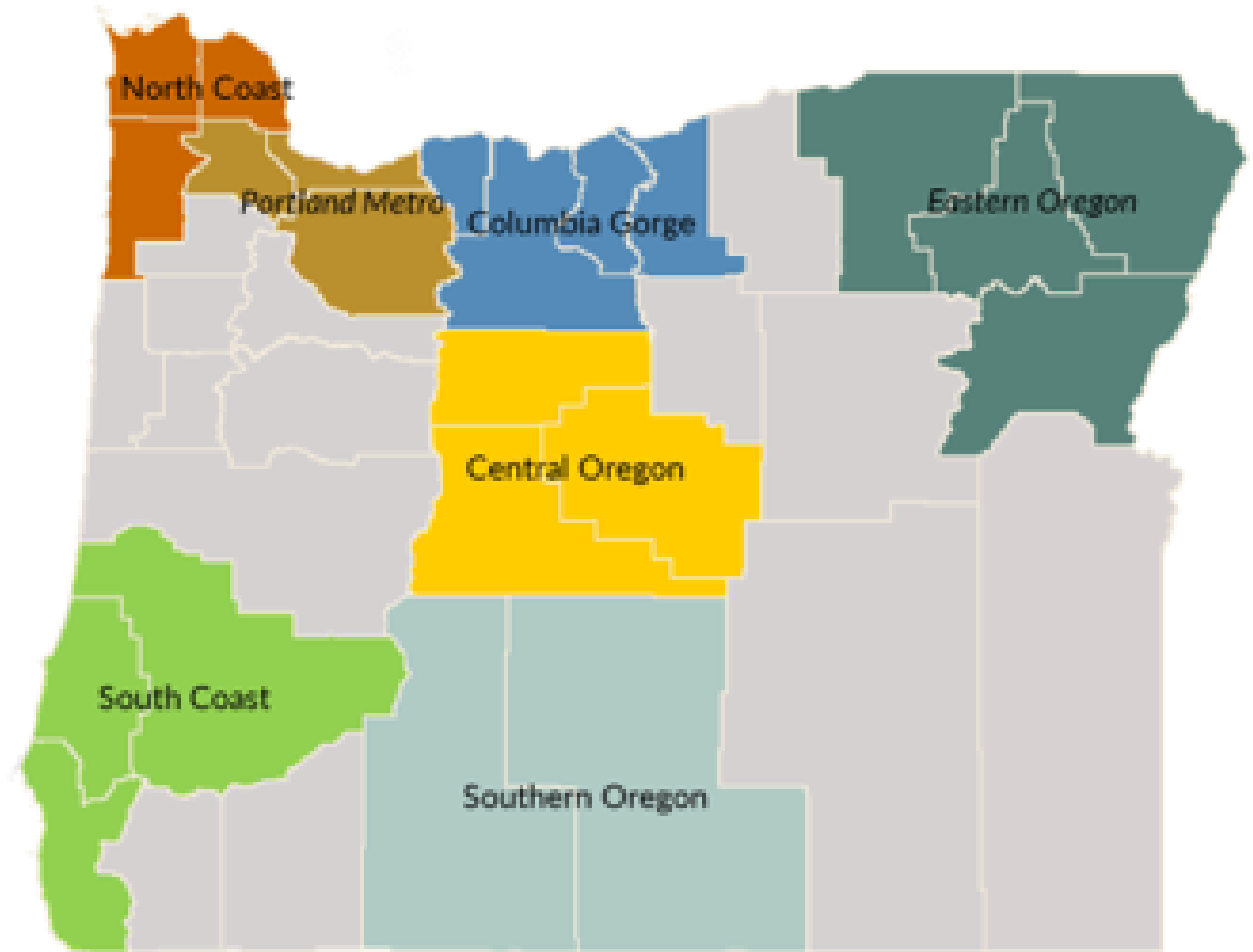 North Coast
Portland Metro
Columbia Gorge
Eastern Oregon
Central Oregon
South Coast
Southern Oregon